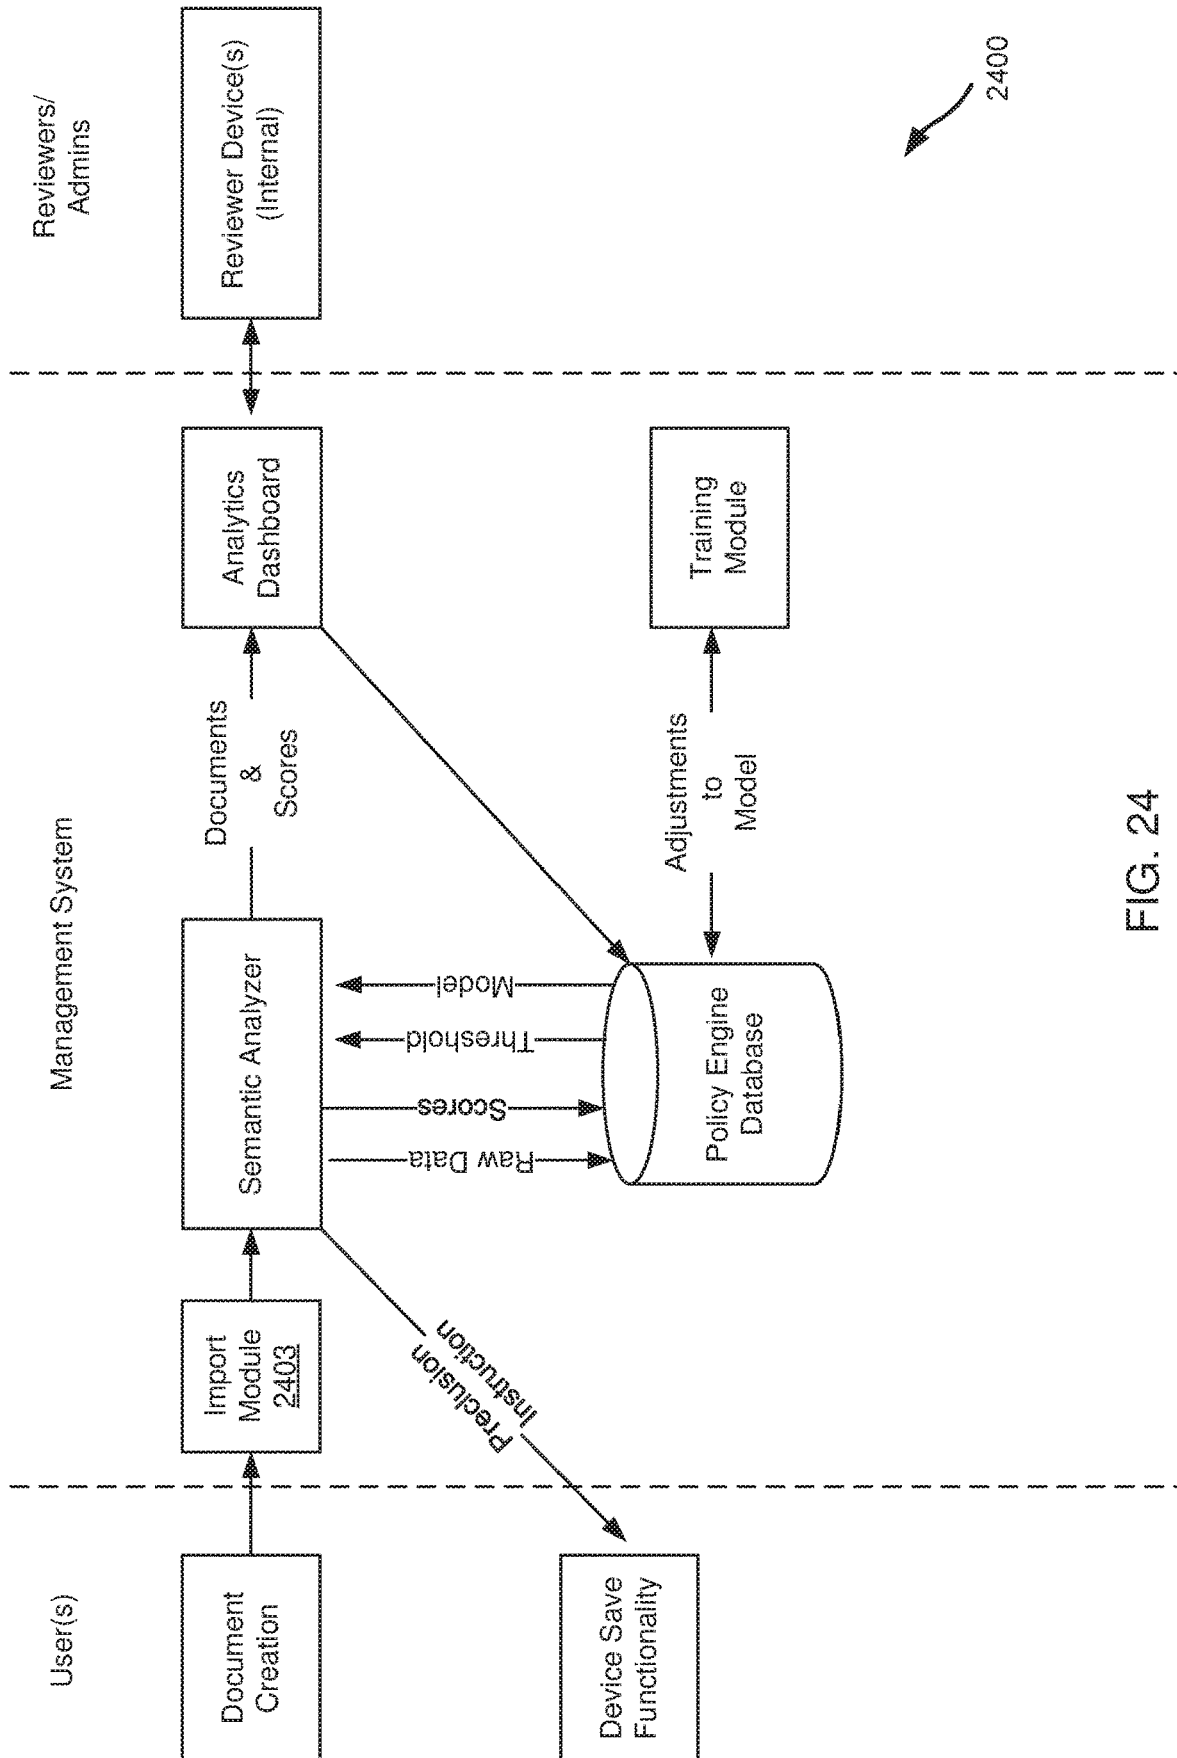 User(s)
Management System
Reviewers/
Admins
Document
Creation
Import
Module
2403
Semantic Analyzer
Documents
&
Scores
Analytics
Dashboard
Reviewer Device(s)
(Internal)
Preclusion
Instruction
Raw Data
Scores
Threshold
Model
Device Save
Functionality
Policy Engine
Database
Adjustments
to
Model
Training
Module
2400
FIG. 24